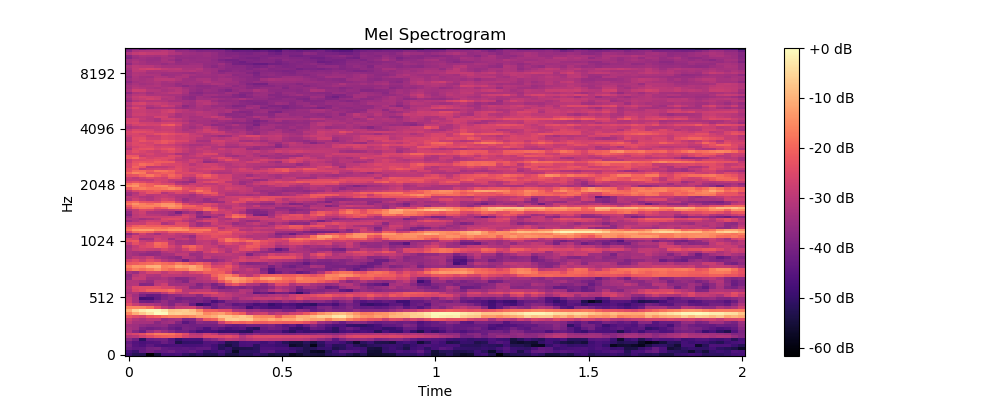 Mel Spectrogram
Hz
8192
4096
2048
1024
512
0
0
0.5
1
1.5
2
Time
+0 dB
-10 dB
-20 dB
-30 dB
-40 dB
-50 dB
-60 dB